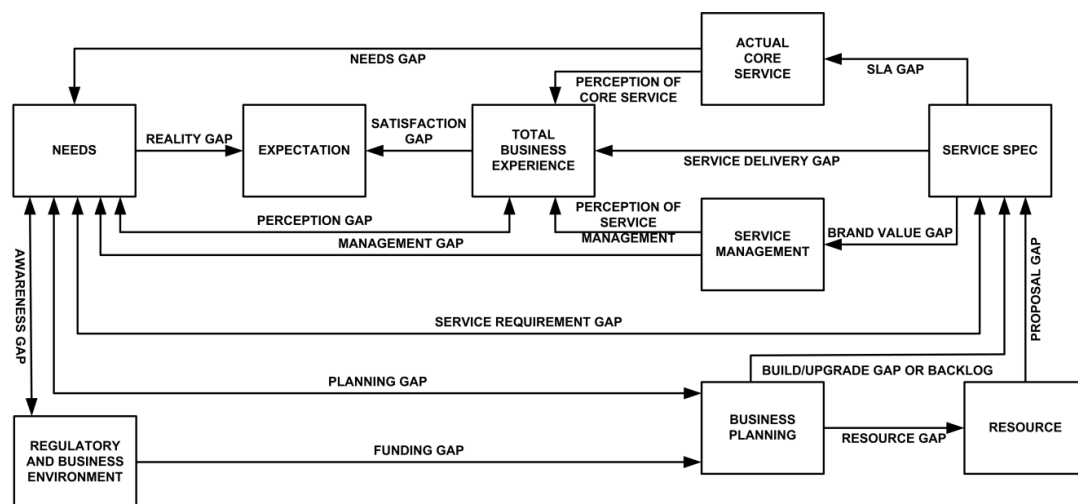 ACTUAL
CORE
SERVICE
NEEDS GAP
SLA GAP
PERCEPTION OF
CORE SERVICE
NEEDS
REALITY GAP
EXPECTATION
SATISFACTION
GAP
TOTAL
BUSINESS
EXPERIENCE
SERVICE DELIVERY GAP
SERVICE SPEC
PERCEPTION GAP
PERCEPTION OF
SERVICE
MANAGEMENT
MANAGEMENT GAP
SERVICE
MANAGEMENT
BRAND VALUE GAP
AWARENESS GAP
PROPOSAL GAP
SERVICE REQUIREMENT GAP
BUILD/UPGRADE GAP OR BACKLOG
PLANNING GAP
BUSINESS
PLANNING
RESOURCE GAP
RESOURCE
REGULATORY
AND BUSINESS
ENVIRONMENT
FUNDING GAP